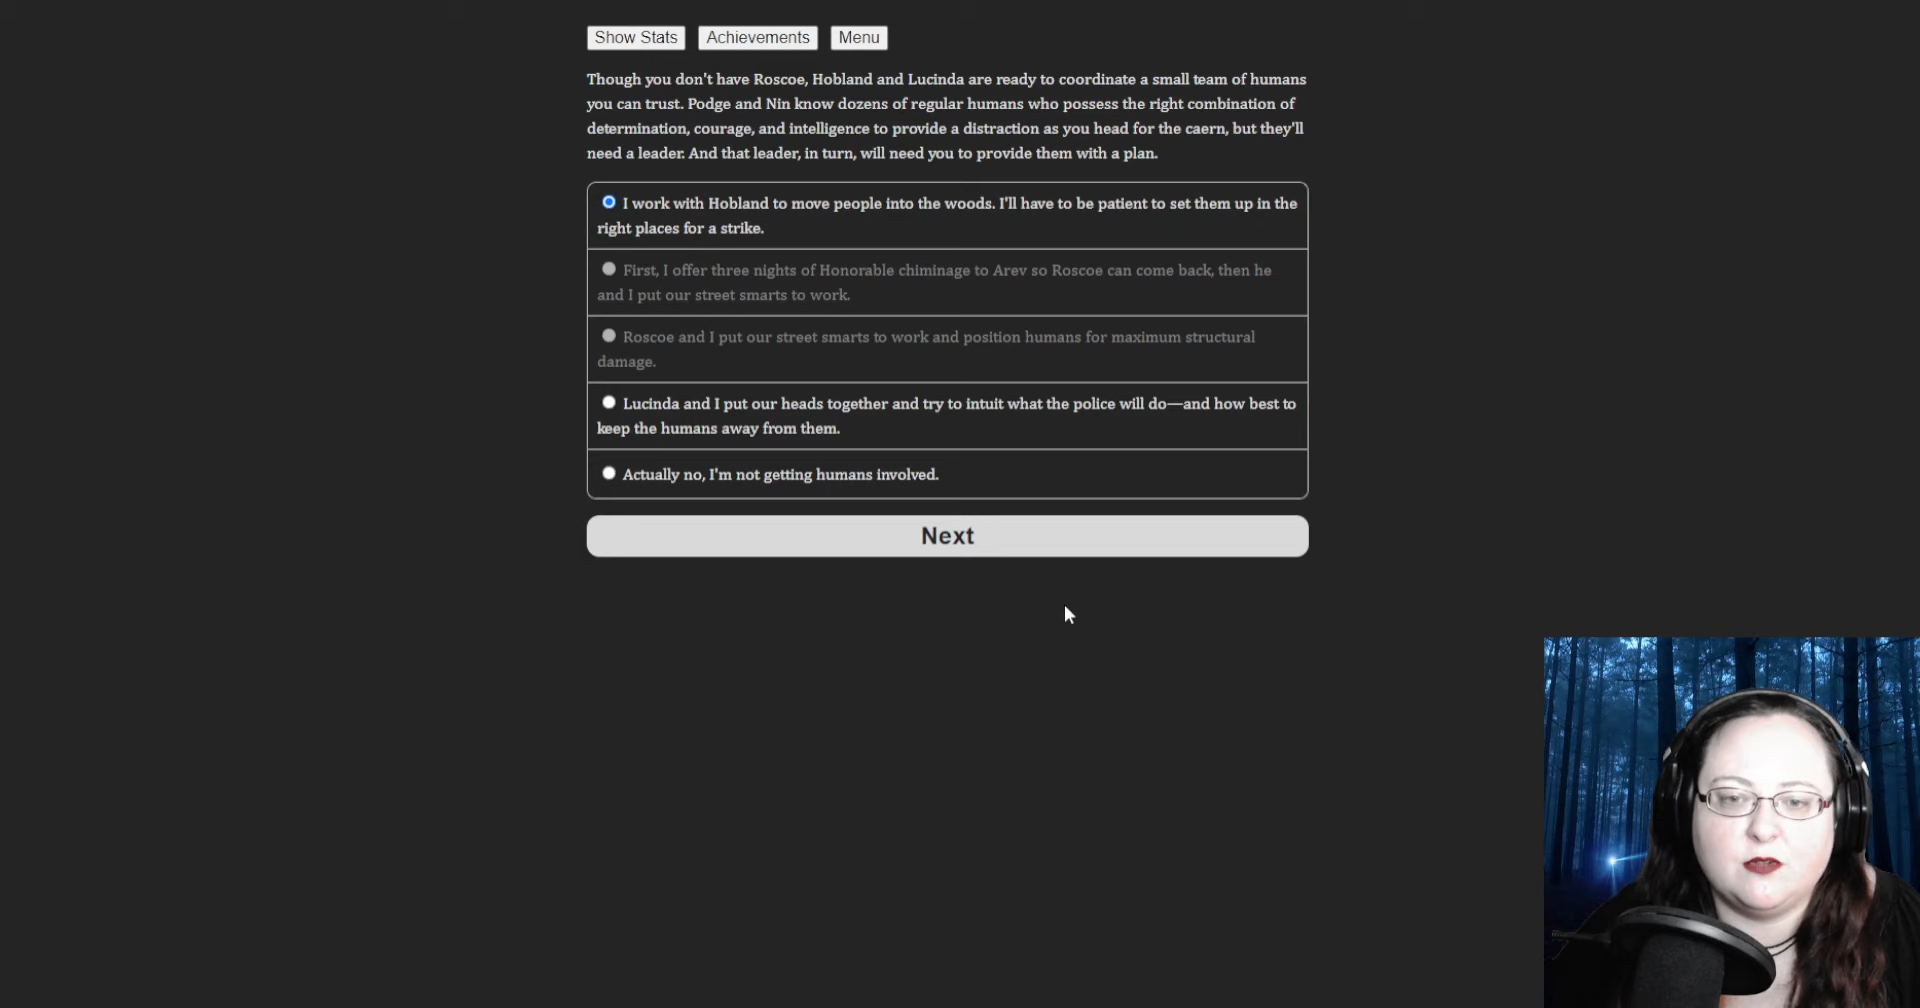 Show Stats Achievements Menu
Though you don't have Roscoe, Hobland and Lucinda are ready to coordinate a small team of humans
you can trust. Podge and Nin know dozens of regular humans who possess the right combination of
determination, courage, and intelligence to provide a distraction as you head for the caern, but they'll
need a leader. And that leader, in turn, will need you to provide them with a plan.
I work with Hobland to move people into the woods. I'll have to be patient to set them up in the
right places for a strike.
First, I offer three nights of Honorable chiminage to Arev so Roscoe can come back, then he
and I put our street smarts to work.
Roscoe and I put our street smarts to work and position humans for maximum structural
damage.
Lucinda and I put our heads together and try to intuit what the police will do—and how best to
keep the humans away from them.
Actually no, I'm not getting humans involved.
Next